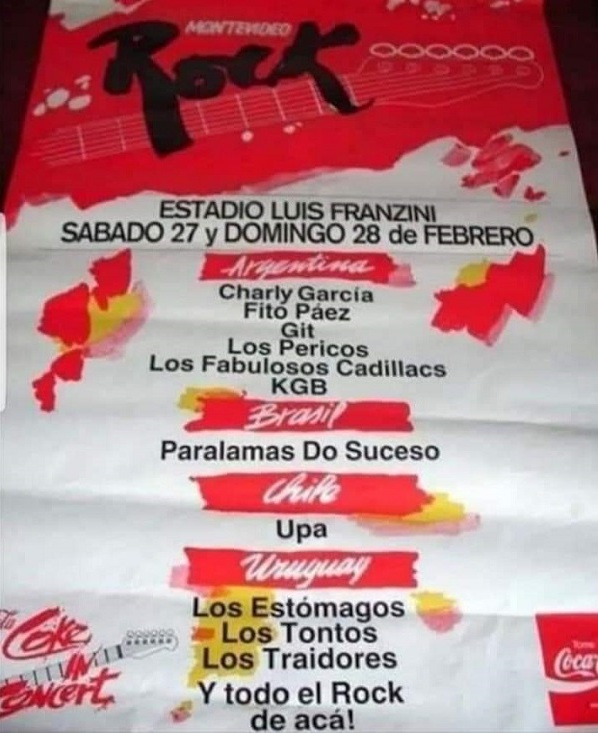 MONTEVIDEO
Rock
ESTADIO LUIS FRANZINI
SABADO 27 y DOMINGO 28 de FEBRERO
Argentina
Charly García
Fito Páez
Git
Los Pericos
Los Fabulosos Cadillacs
KGB
Brasil
Paralamas Do Suceso
Chile
Upa
Uruguay
Los Estómagos
Los Tontos
Los Traidores
Y todo el Rock
de acá!
Coke
IN
CONCERT
Tome
Coca